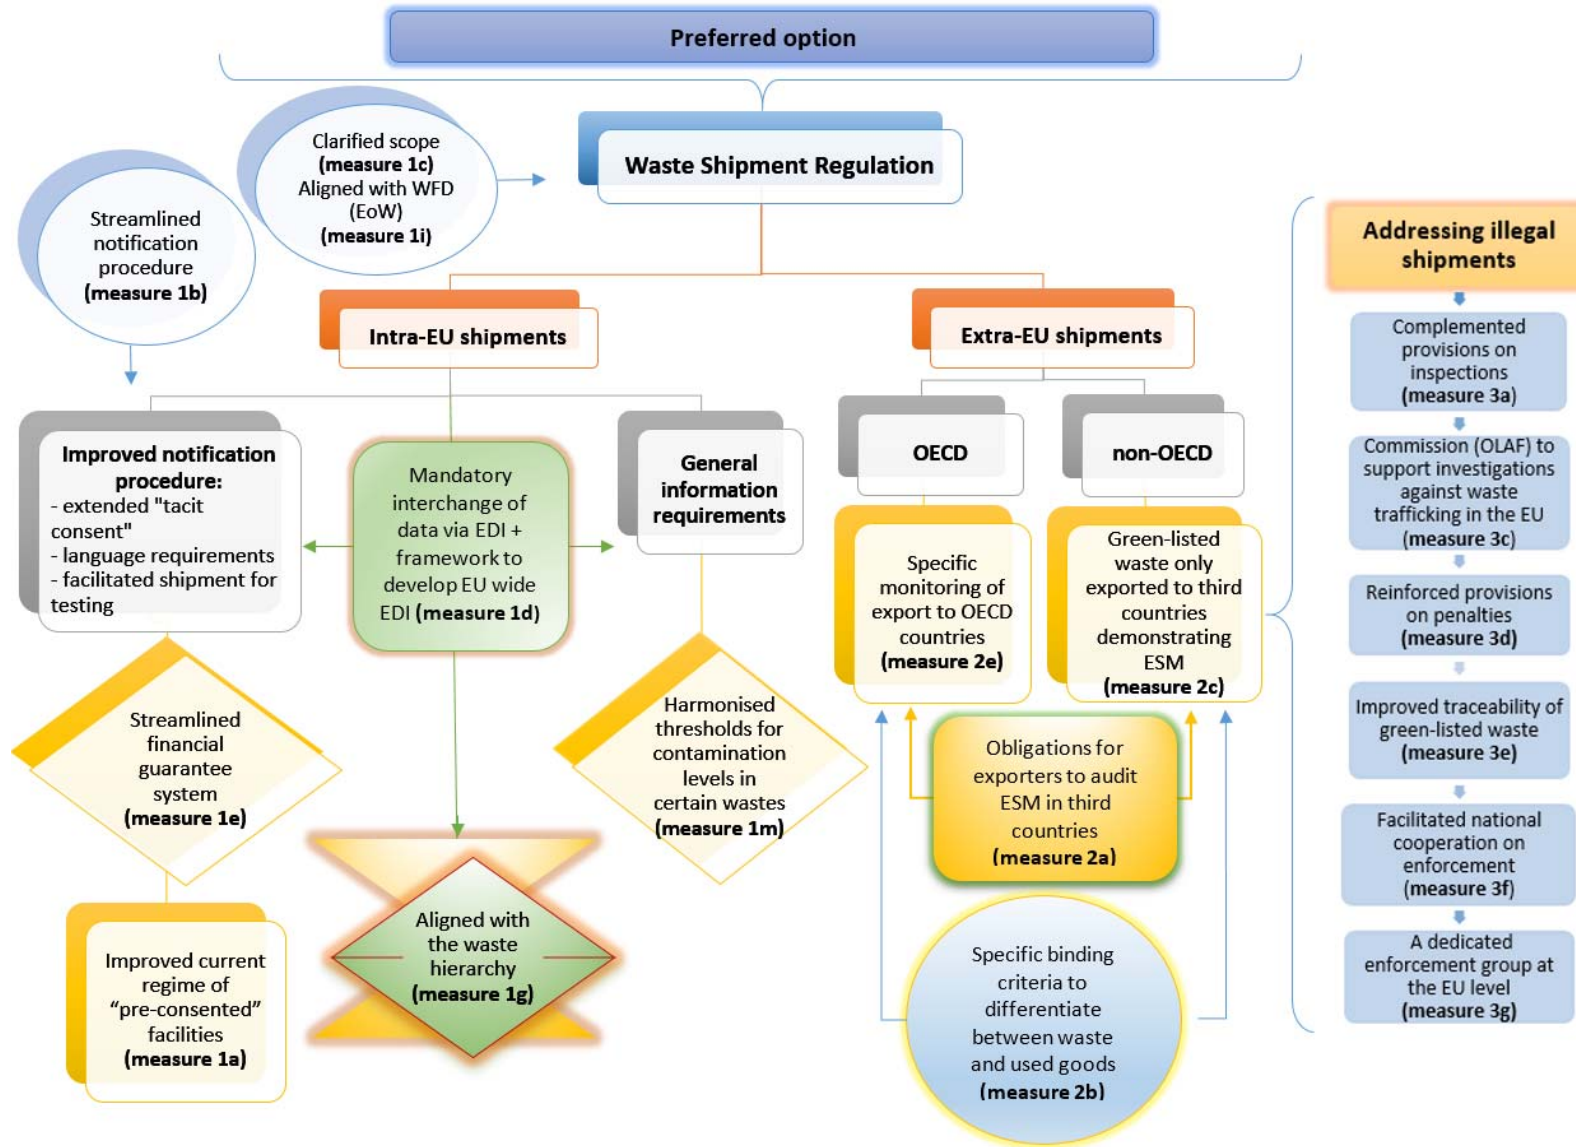 Preferred option
Clarified scope
(measure 1c)
Aligned with WFD
(EoW)
(measure 1i)
Waste Shipment Regulation
Streamlined
notification
procedure
(measure 1b)
Intra-EU shipments
Extra-EU shipments
Improved notification
procedure:
- extended "tacit
consent"
- language requirements
- facilitated shipment for
testing
Mandatory
interchange of
data via EDI +
framework to
develop EU wide
EDI (measure 1d)
General
information
requirements
OECD
non-OECD
Specific
monitoring of
export to OECD
countries
(measure 2e)
Green-listed
waste only
exported to third
countries
demonstrating
ESM
(measure 2c)
Streamlined
financial
guarantee
system
(measure 1e)
Harmonised
thresholds for
contamination
levels in
certain wastes
(measure 1m)
Obligations for
exporters to audit
ESM in third
countries
(measure 2a)
Improved current
regime of
“pre-consented”
facilities
(measure 1a)
Aligned with
the waste
hierarchy
(measure 1g)
Specific binding
criteria to
differentiate
between waste
and used goods
(measure 2b)
Addressing illegal
shipments
Complemented
provisions on
inspections
(measure 3a)
Commission (OLAF) to
support investigations
against waste
trafficking in the EU
(measure 3c)
Reinforced provisions
on penalties
(measure 3d)
Improved traceability of
green-listed waste
(measure 3e)
Facilitated national
cooperation on
enforcement
(measure 3f)
A dedicated
enforcement group at
the EU level
(measure 3g)